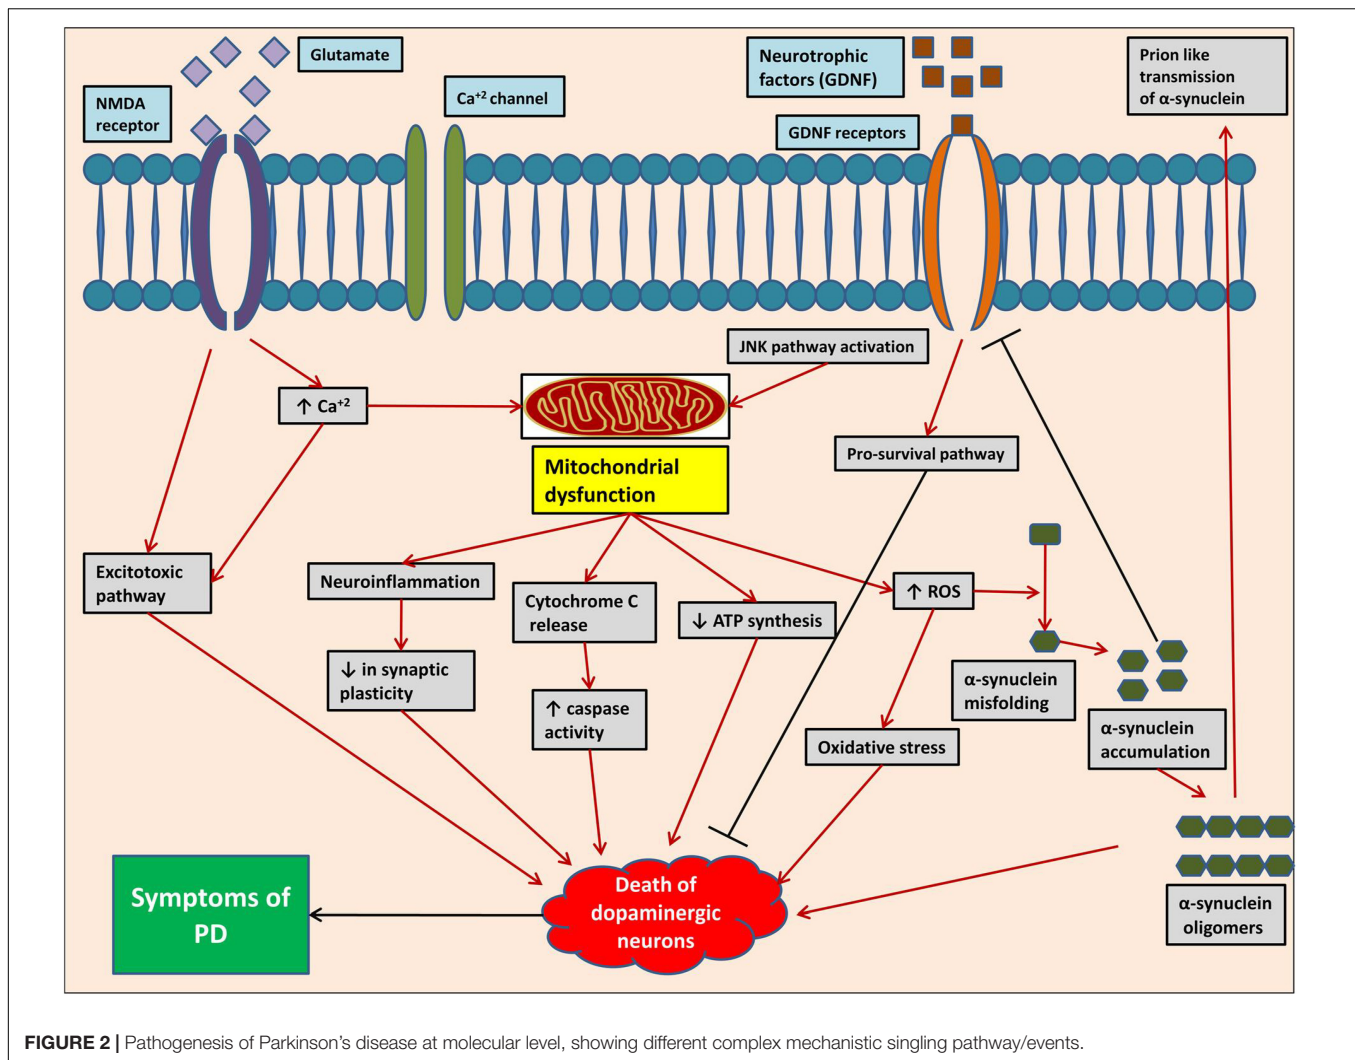 Glutamate
NMDA
receptor
Ca⁺² channel
Neurotrophic
factors (GDNF)
GDNF receptors
Prion like
transmission
of α-synuclein
JNK pathway activation
↑ Ca⁺²
Mitochondrial
dysfunction
Pro-survival pathway
Excitotoxic
pathway
Neuroinflammation
Cytochrome C
release
↓ ATP synthesis
↑ ROS
↓ in synaptic
plasticity
↑ caspase
activity
Oxidative stress
α-synuclein
misfolding
α-synuclein
accumulation
Symptoms of
PD
Death of
dopaminergic
neurons
α-synuclein
oligomers
FIGURE 2 | Pathogenesis of Parkinson's disease at molecular level, showing different complex mechanistic singling pathway/events.